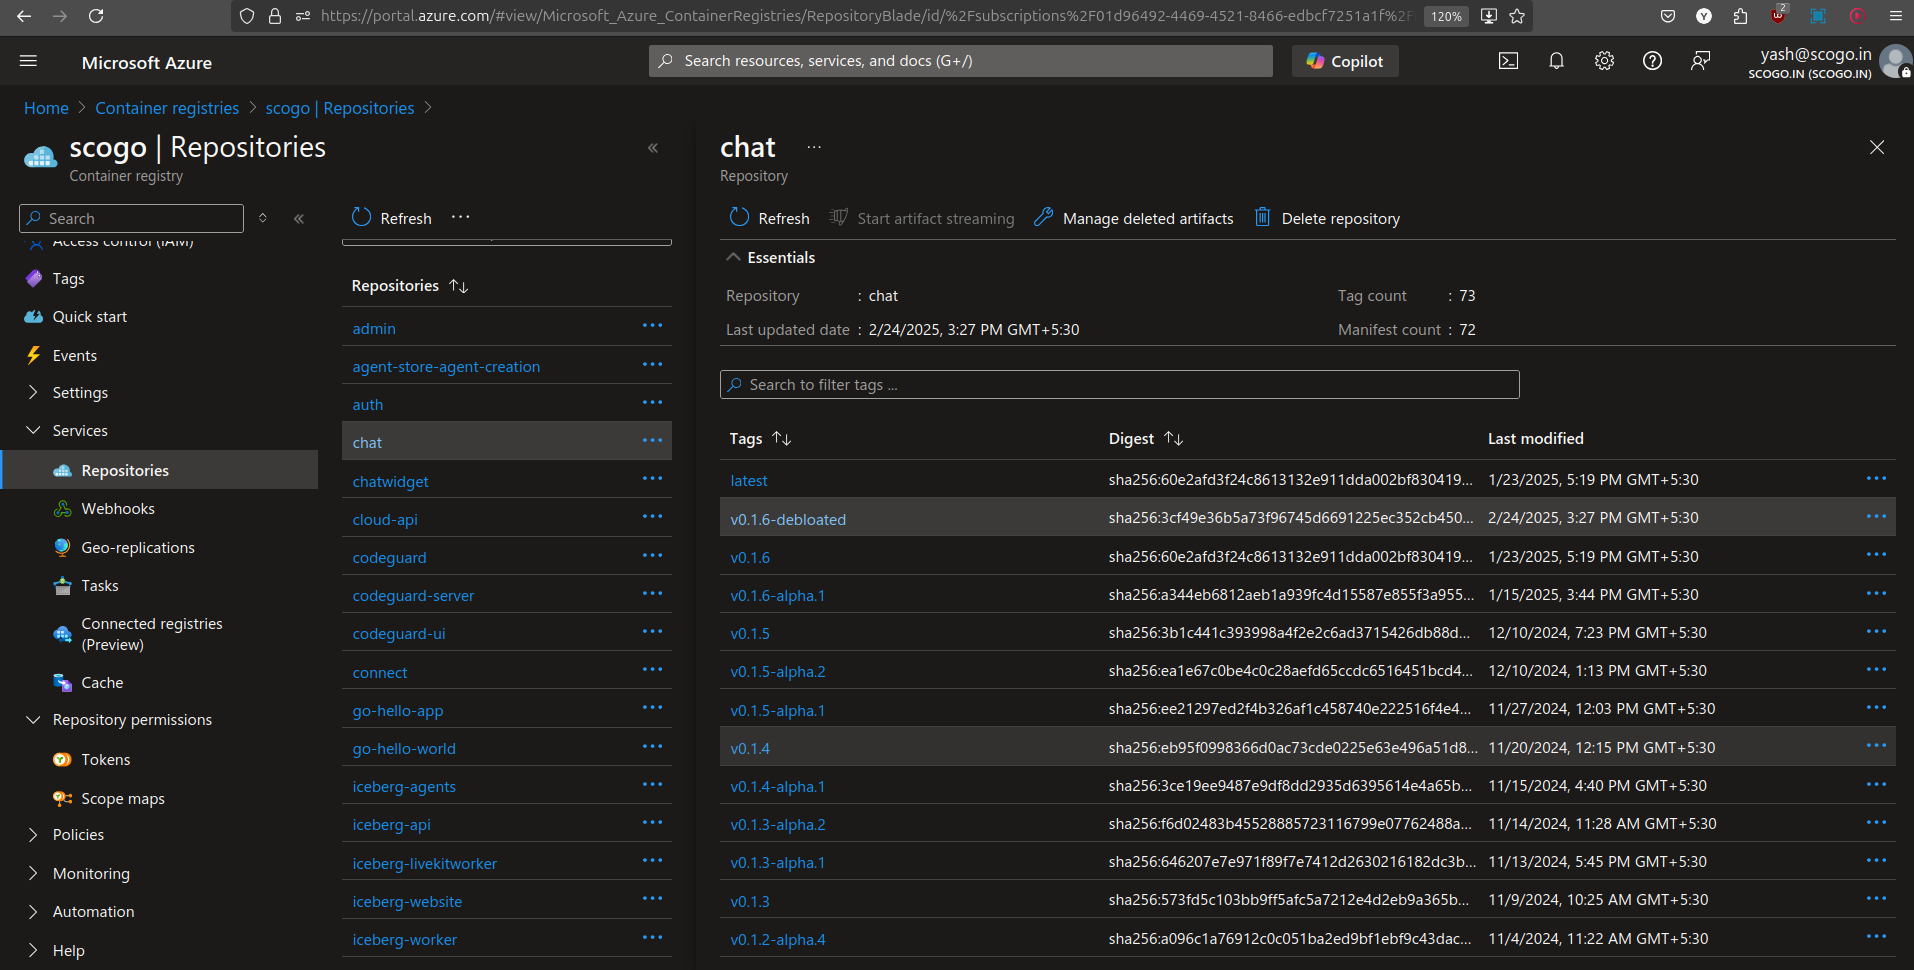 https://portal.azure.com/#view/Microsoft_Azure_ContainerRegistries/RepositoryBlade/id/%2Fsubscriptions%2F01d96492-4469-4521-8466-edbcf7251a1f%2F
120%
2
Microsoft Azure
Search resources, services, and docs (G+/)
Copilot
yash@scogo.in
SCOGO.IN (SCOGO.IN)
Home > Container registries > scogo | Repositories >
scogo | Repositories
Container registry
Search
Access control (IAM)
Tags
Quick start
Events
Settings
Services
Repositories
Webhooks
Geo-replications
Tasks
Connected registries
(Preview)
Cache
Repository permissions
Tokens
Scope maps
Policies
Monitoring
Automation
Help
Refresh ...
Repositories
admin
agent-store-agent-creation
auth
chat
chatwidget
cloud-api
codeguard
codeguard-server
codeguard-ui
connect
go-hello-app
go-hello-world
iceberg-agents
iceberg-api
iceberg-livekitworker
iceberg-website
iceberg-worker
chat ...
Repository
Refresh Start artifact streaming Manage deleted artifacts Delete repository
Essentials
Repository : chat
Tag count : 73
Last updated date : 2/24/2025, 3:27 PM GMT+5:30
Manifest count : 72
Search to filter tags ...
Tags Digest Last modified
latest sha256:60e2afd3f24c8613132e911dda002bf830419... 1/23/2025, 5:19 PM GMT+5:30
v0.1.6-debloated sha256:3cf49e36b5a73f96745d6691225ec352cb450... 2/24/2025, 3:27 PM GMT+5:30
v0.1.6 sha256:60e2afd3f24c8613132e911dda002bf830419... 1/23/2025, 5:19 PM GMT+5:30
v0.1.6-alpha.1 sha256:a344eb6812aeb1a939fc4d15587e855f3a955... 1/15/2025, 3:44 PM GMT+5:30
v0.1.5 sha256:3b1c441c393998a4f2e2c6ad3715426db88d... 12/10/2024, 7:23 PM GMT+5:30
v0.1.5-alpha.2 sha256:ea1e67c0be4c0c28aefd65ccdc6516451bcd4... 12/10/2024, 1:13 PM GMT+5:30
v0.1.5-alpha.1 sha256:ee21297ed2f4b326af1c458740e222516f4e4... 11/27/2024, 12:03 PM GMT+5:30
v0.1.4 sha256:eb95f0998366d0ac73cde0225e63e496a51d8... 11/20/2024, 12:15 PM GMT+5:30
v0.1.4-alpha.1 sha256:3ce19ee9487e9df8dd2935d6395614e4a65b... 11/15/2024, 4:40 PM GMT+5:30
v0.1.3-alpha.2 sha256:f6d02483b45528885723116799e07762488a... 11/14/2024, 11:28 AM GMT+5:30
v0.1.3-alpha.1 sha256:646207e7e971f89f7e7412d2630216182dc3b... 11/13/2024, 5:45 PM GMT+5:30
v0.1.3 sha256:573fd5c103bb9ff5afc5a7212e4d2eb9a365b... 11/9/2024, 10:25 AM GMT+5:30
v0.1.2-alpha.4 sha256:a096c1a76912c0c051ba2ed9bf1ebf9c43dac... 11/4/2024, 11:22 AM GMT+5:30